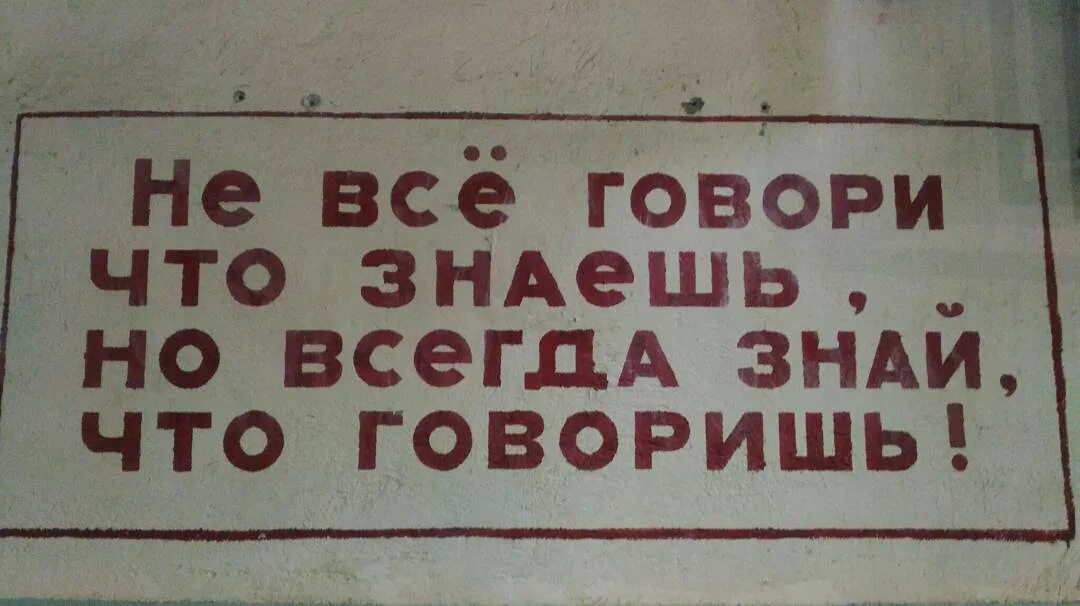 Не всё говори
что знаешь,
но всегда знай,
что говоришь!